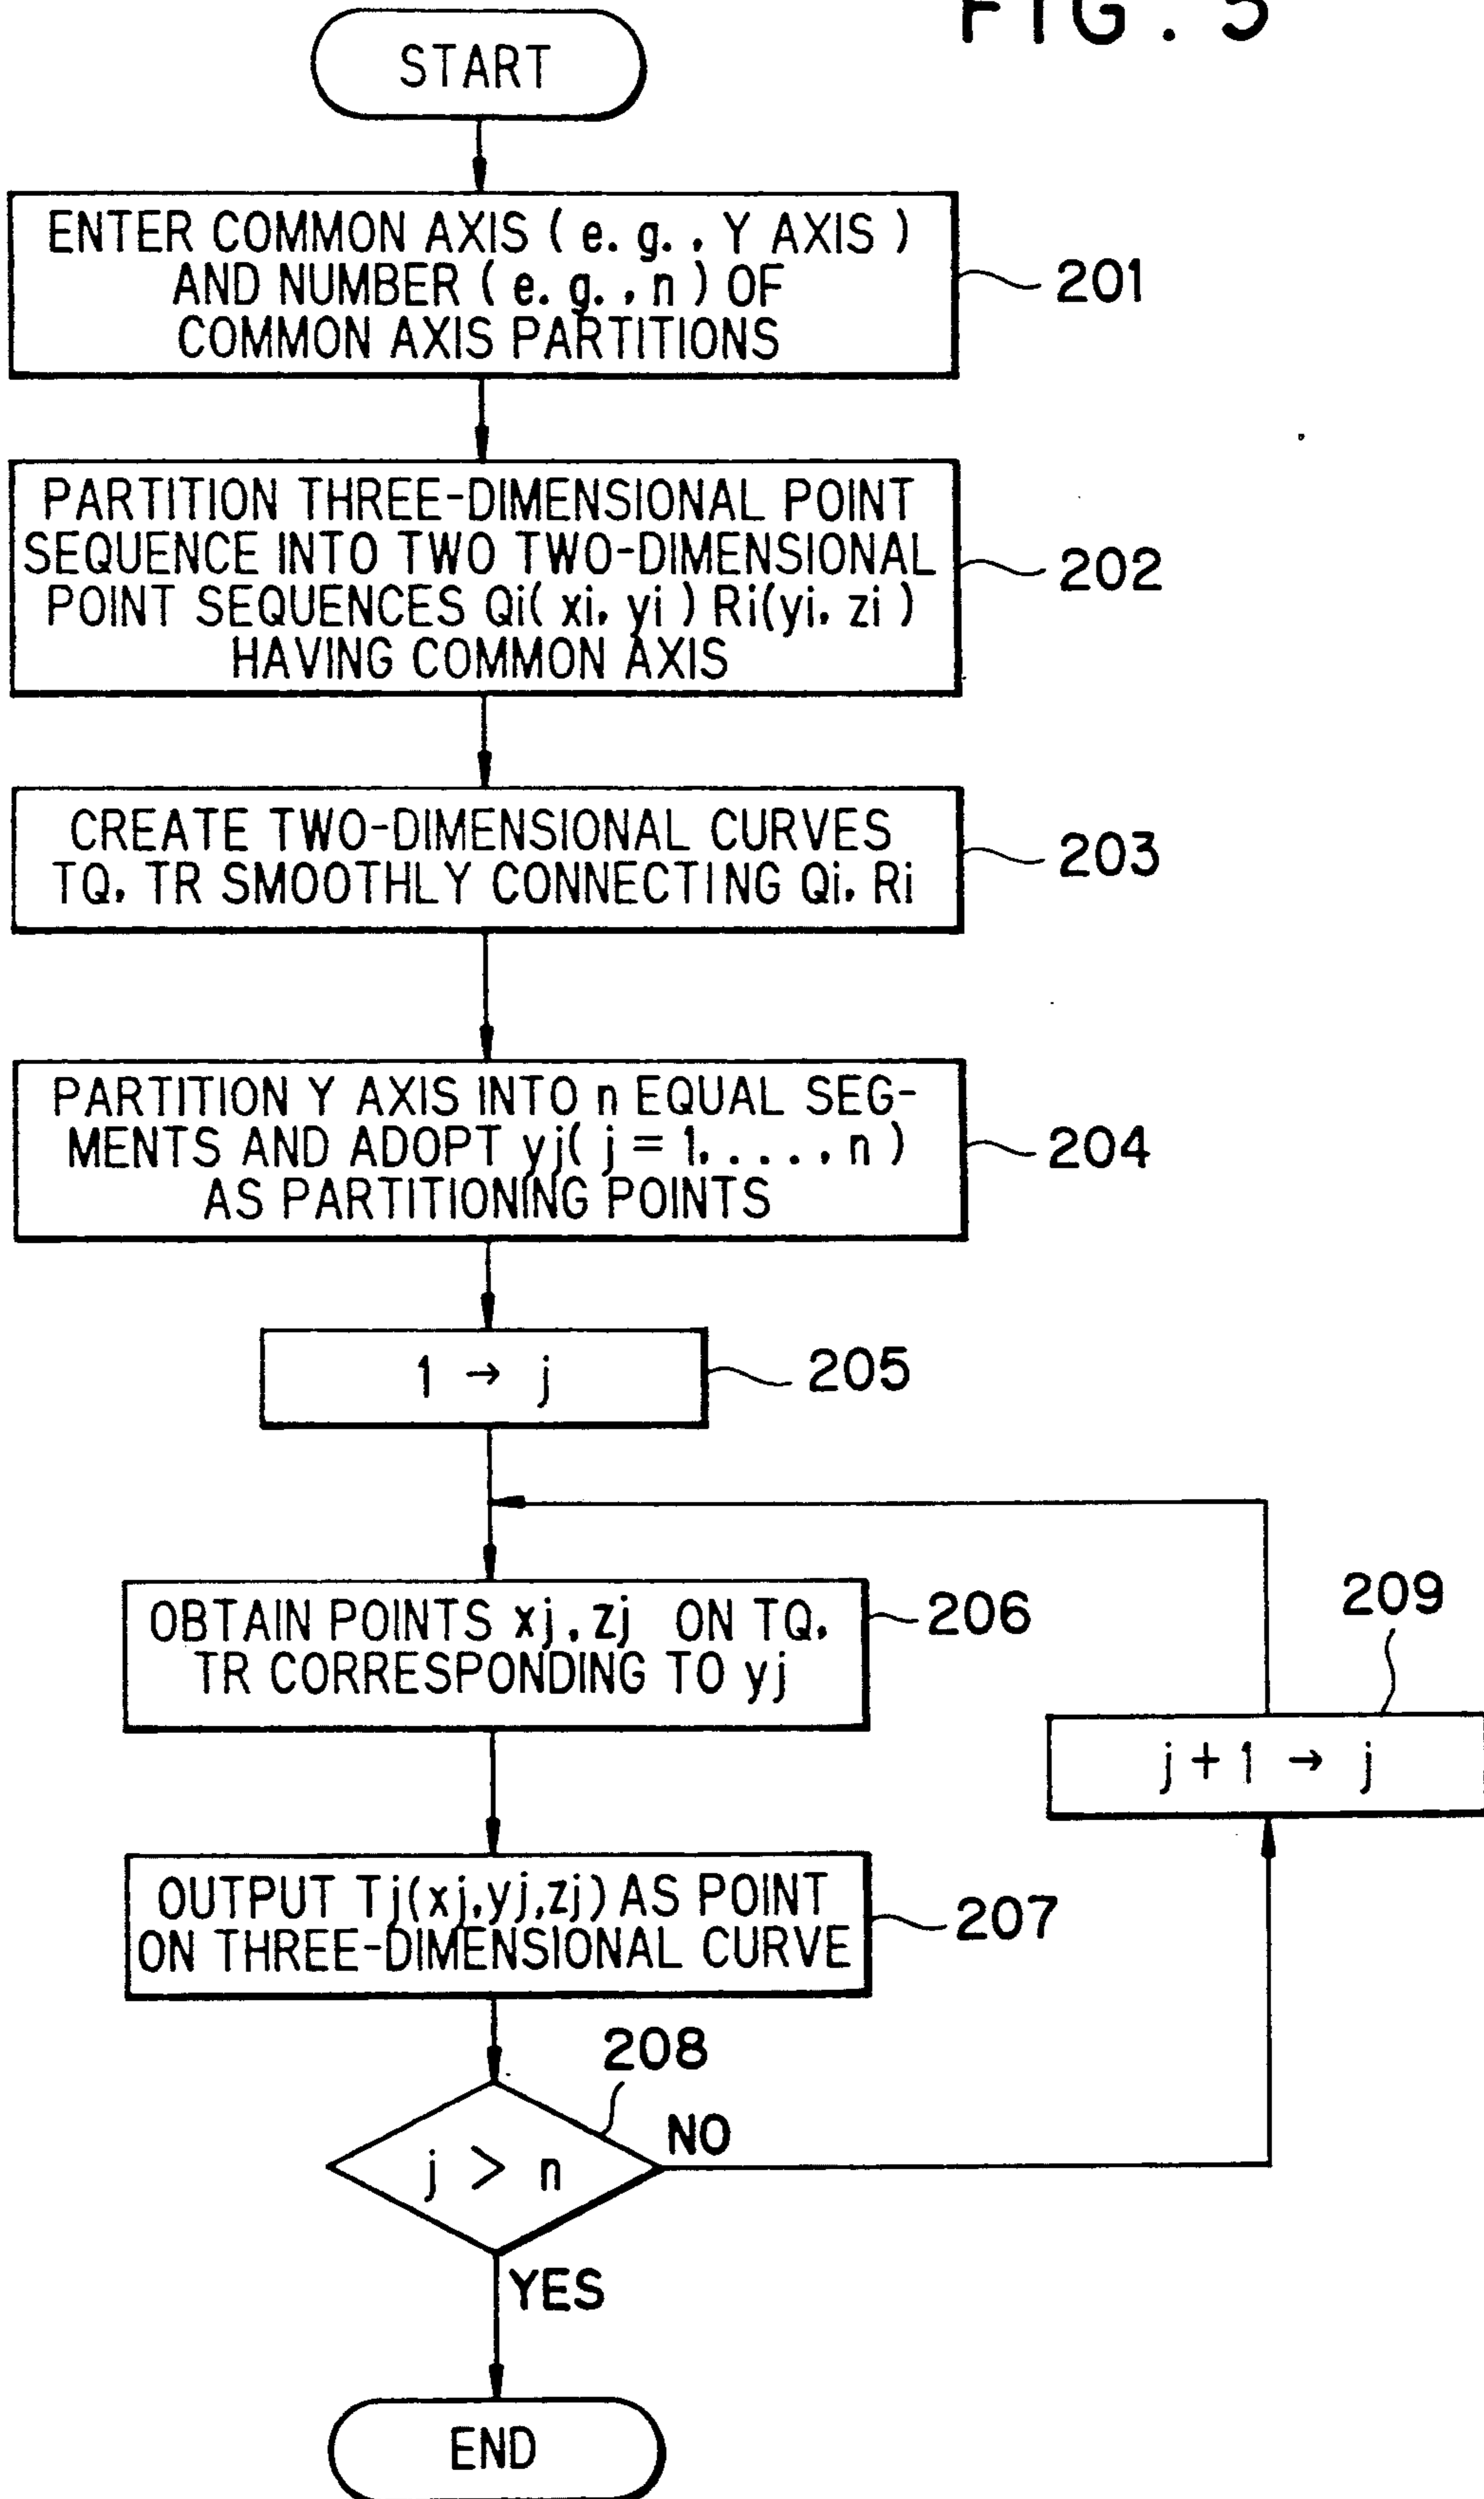 FIG. 3
START
ENTER COMMON AXIS (e.g., Y AXIS)
AND NUMBER (e.g., n) OF
COMMON AXIS PARTITIONS
201
PARTITION THREE-DIMENSIONAL POINT
SEQUENCE INTO TWO TWO-DIMENSIONAL
POINT SEQUENCES Qi(xi, yi) Ri(yi, zi)
HAVING COMMON AXIS
202
CREATE TWO-DIMENSIONAL CURVES
TQ, TR SMOOTHLY CONNECTING Qi, Ri
203
PARTITION Y AXIS INTO n EQUAL SEG-
MENTS AND ADOPT yj( j = 1, ...., n)
AS PARTITIONING POINTS
204
1 → j
205
OBTAIN POINTS xj, zj ON TQ,
TR CORRESPONDING TO yj
206
209
j + 1 → j
OUTPUT Tj(xj,yj,zj) AS POINT
ON THREE-DIMENSIONAL CURVE
207
208
j > n
NO
YES
END